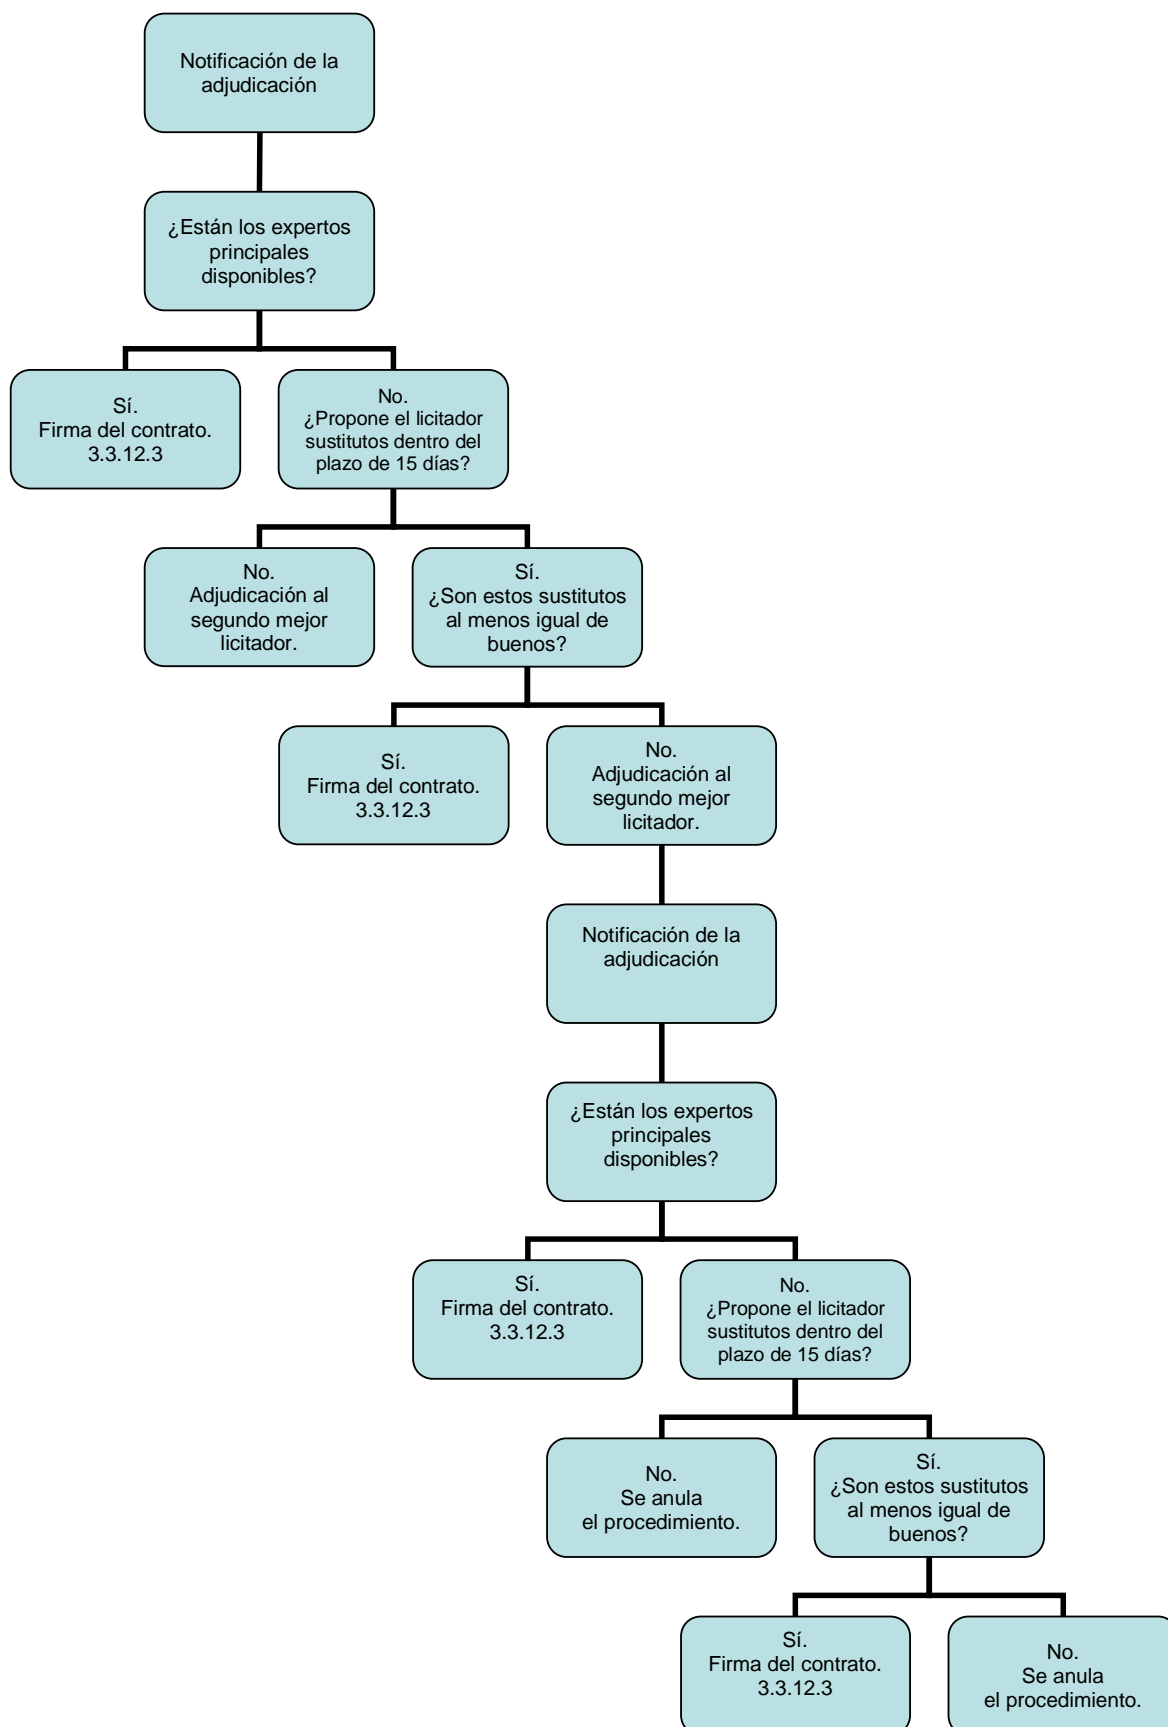 Notificación de la
adjudicación
¿Están los expertos
principales
disponibles?
Sí.
Firma del contrato.
3.3.12.3
No.
¿Propone el licitador
sustitutos dentro del
plazo de 15 días?
No.
Adjudicación al
segundo mejor
licitador.
Sí.
¿Son estos sustitutos
al menos igual de
buenos?
Sí.
Firma del contrato.
3.3.12.3
No.
Adjudicación al
segundo mejor
licitador.
Notificación de la
adjudicación
¿Están los expertos
principales
disponibles?
Sí.
Firma del contrato.
3.3.12.3
No.
¿Propone el licitador
sustitutos dentro del
plazo de 15 días?
No.
Se anula
el procedimiento.
Sí.
¿Son estos sustitutos
al menos igual de
buenos?
Sí.
Firma del contrato.
3.3.12.3
No.
Se anula
el procedimiento.